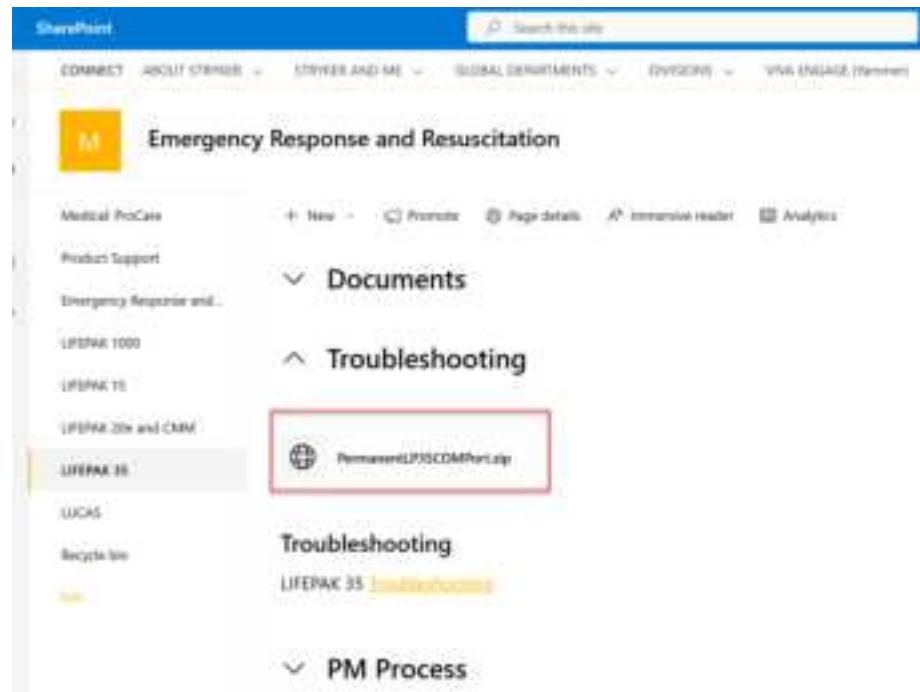 SharePoint
Search this site
CONNECT ABOUT STRYKER STRYKER AND ME GLOBAL DEPARTMENTS DIVISIONS VIVA ENGAGE (Yammer)
M
Emergency Response and Resuscitation
+ New Promote Page details Immersive reader Analytics
Medical ProCare
Product Support
Emergency Response and...
LIFEPAK 1000
LIFEPAK 15
LIFEPAK 20e and CMM
LIFEPAK 35
LUCAS
Recycle bin
Edit
Documents
Troubleshooting
PermanentLP35COMPort.zip
Troubleshooting
LIFEPAK 35 Troubleshooting
PM Process